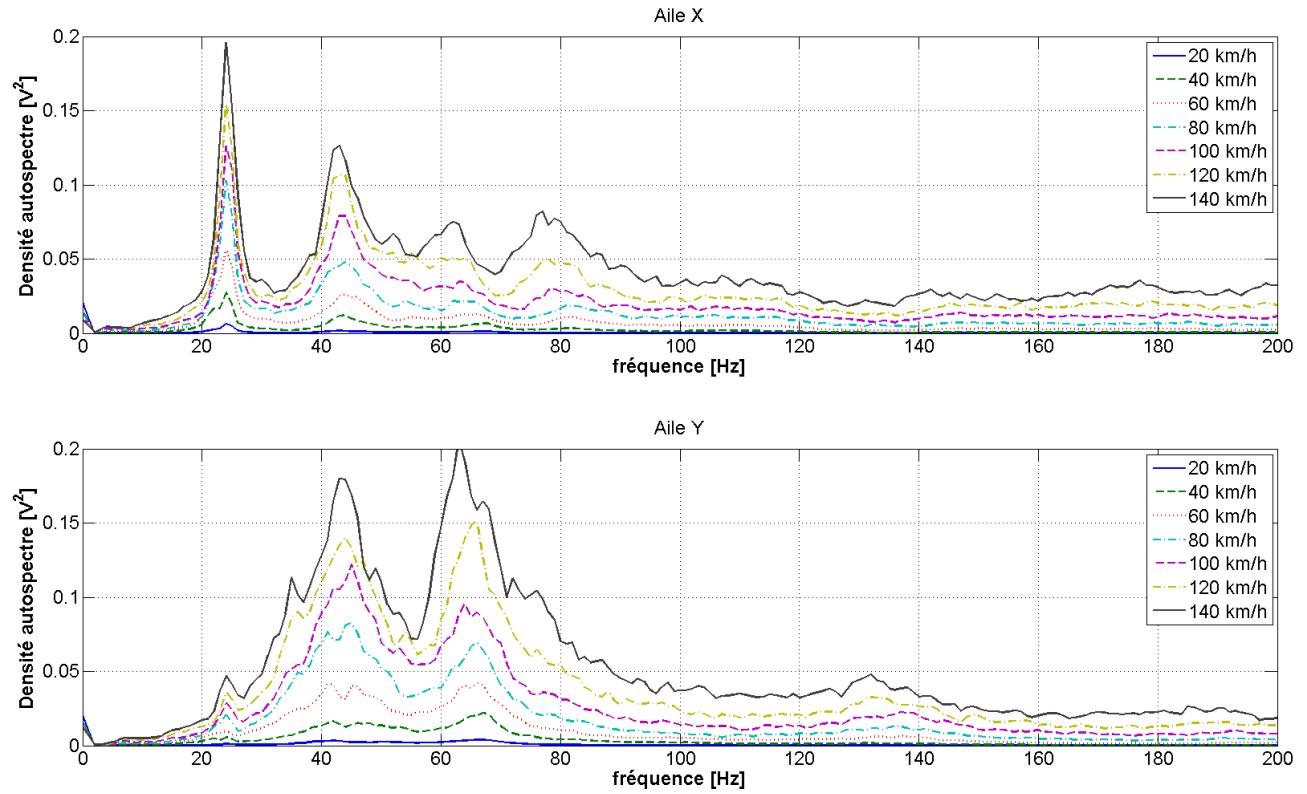 Aile X
Densité autospectre [V²]
0.2
0.15
0.1
0.05
0
0 20 40 60 80 100 120 140 160 180 200
fréquence [Hz]
20 km/h
40 km/h
60 km/h
80 km/h
100 km/h
120 km/h
140 km/h
Aile Y
Densité autospectre [V²]
0.2
0.15
0.1
0.05
0
0 20 40 60 80 100 120 140 160 180 200
fréquence [Hz]
20 km/h
40 km/h
60 km/h
80 km/h
100 km/h
120 km/h
140 km/h